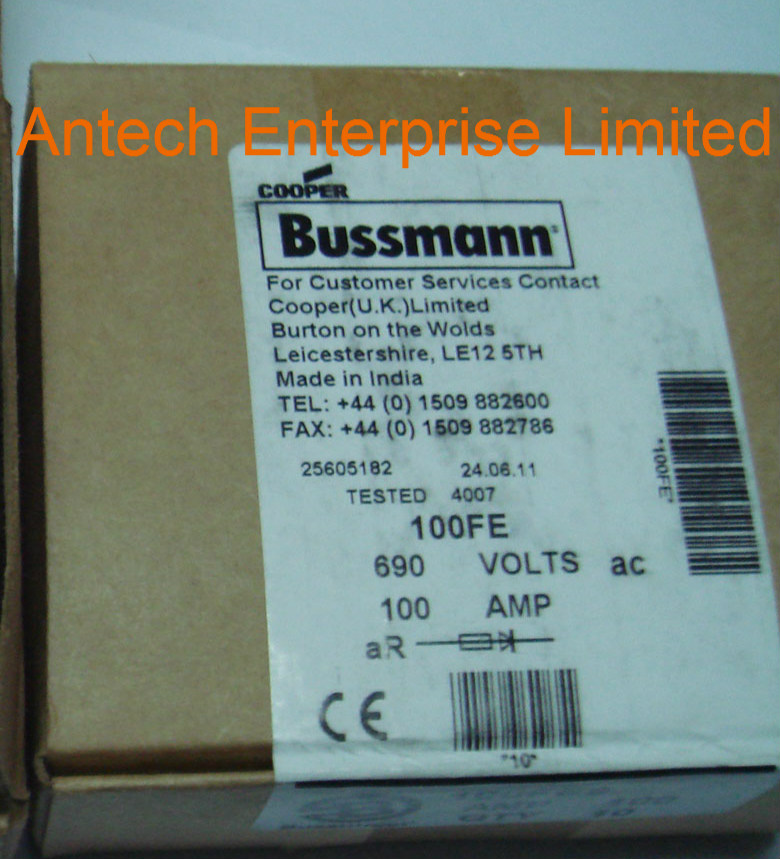 Antech Enterprise Limited
COOPER
Bussmann
For Customer Services Contact
Cooper(U.K.)Limited
Burton on the Wolds
Leicestershire, LE12 5TH
Made in India
TEL: +44 (0) 1509 882600
FAX: +44 (0) 1509 882786
25605182 24.06.11
TESTED 4007
100FE
690 VOLTS ac
100 AMP
aR
CE
*100FE*
"10"